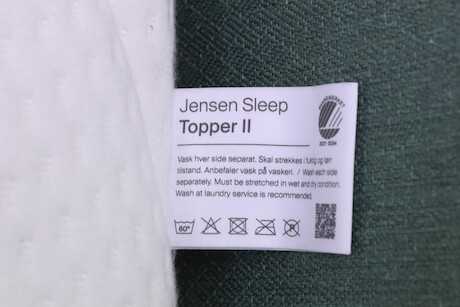 Jensen Sleep
Topper II
Vask hver side separat. Skal strekkes i fuktig og tørr
tilstand. Anbefaler vask på vaskeri. / Wash each side
separately. Must be stretched in wet and dry condition.
Wash at laundry service is recommended.
60°